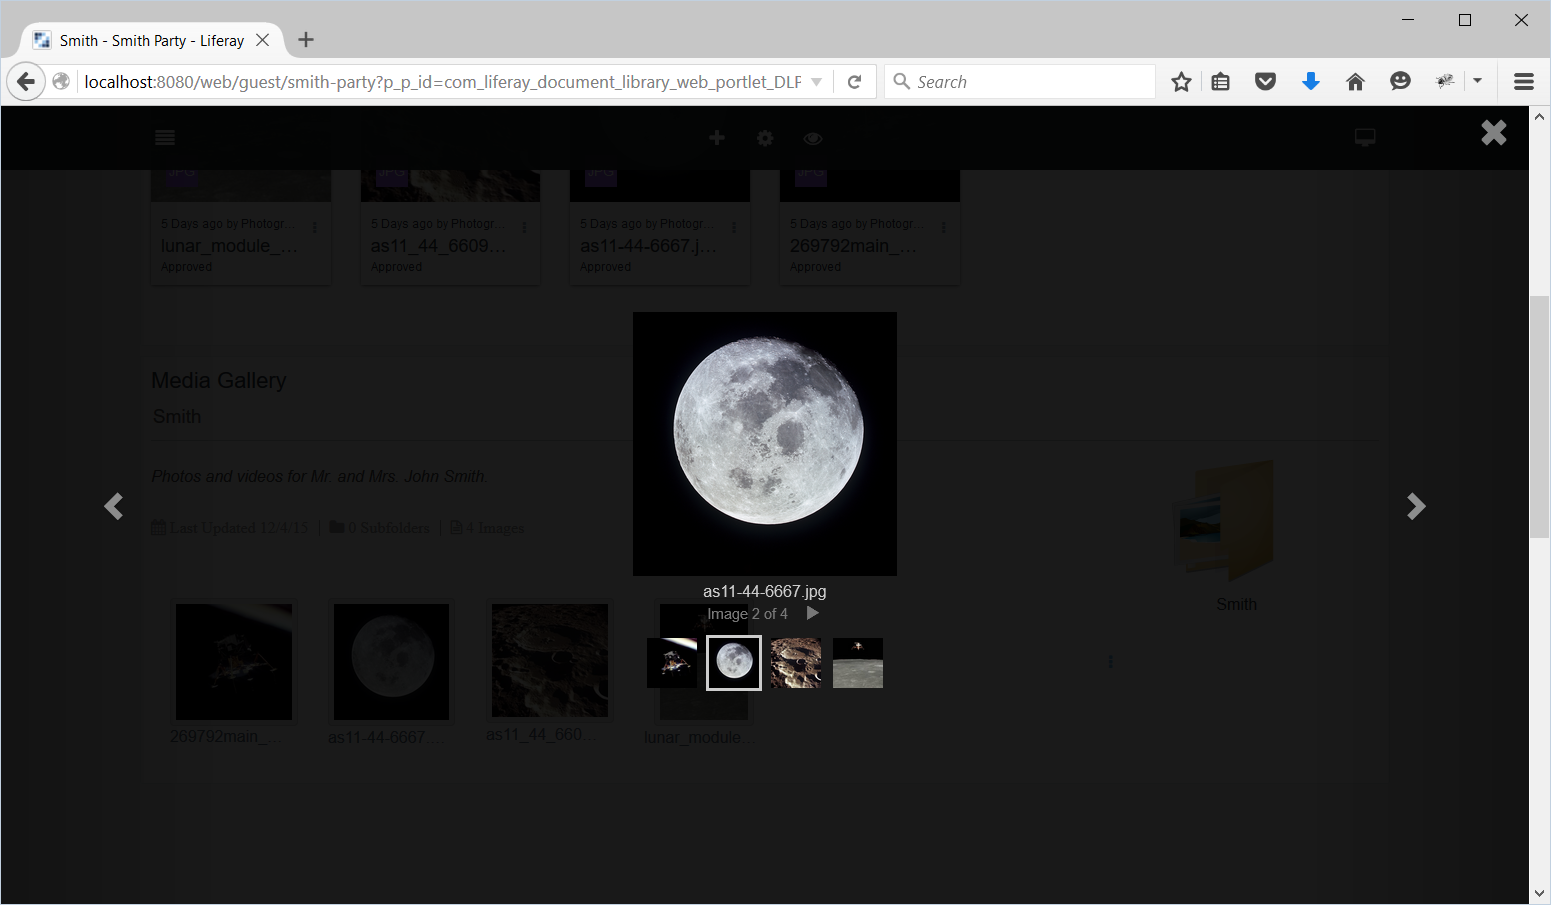 Smith - Smith Party - Liferay
localhost:8080/web/guest/smith-party?p_p_id=com_liferay_document_library_web_portlet_DLP
Search
JPG JPG JPG JPG
5 Days ago by Photogr... 5 Days ago by Photogr... 5 Days ago by Photogr... 5 Days ago by Photogr...
lunar_module_... as11_44_6609... as11-44-6667.j... 269792main_...
Approved Approved Approved Approved
Media Gallery
Smith
Photos and videos for Mr. and Mrs. John Smith.
Last Updated 12/4/15 | 0 Subfolders | 4 Images
Smith
as11-44-6667.jpg
Image 2 of 4
269792main_... as11-44-6667... as11_44_660... lunar_module...